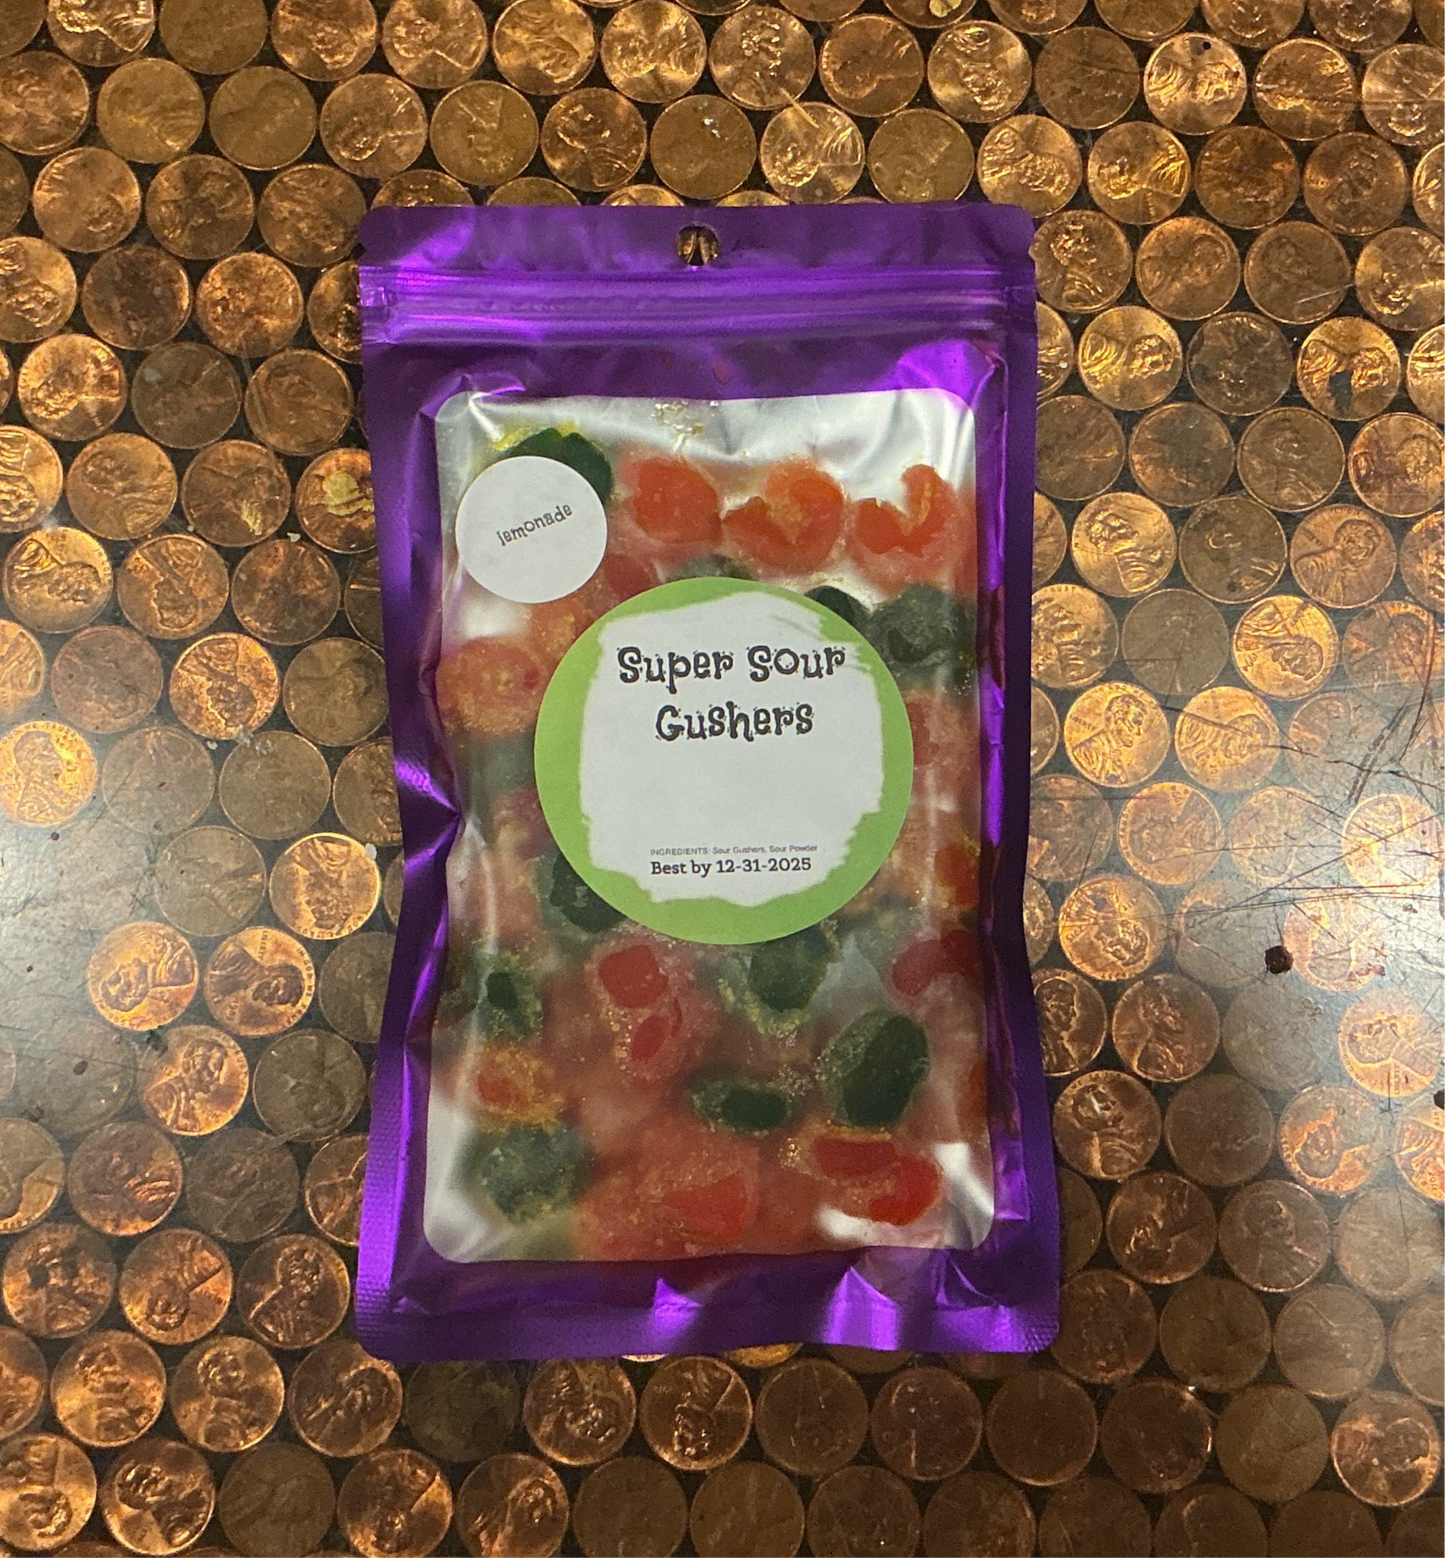 lemonade
Super Sour
Gushers
INGREDIENTS: Sour Gushers, Sour Powder
Best by 12-31-2025